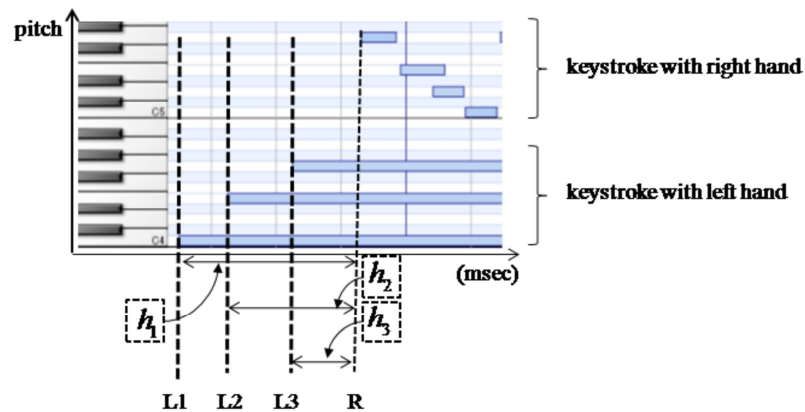 pitch
keystroke with right hand
C5
keystroke with left hand
C4
(msec)
h2
h1
h3
L1 L2 L3 R